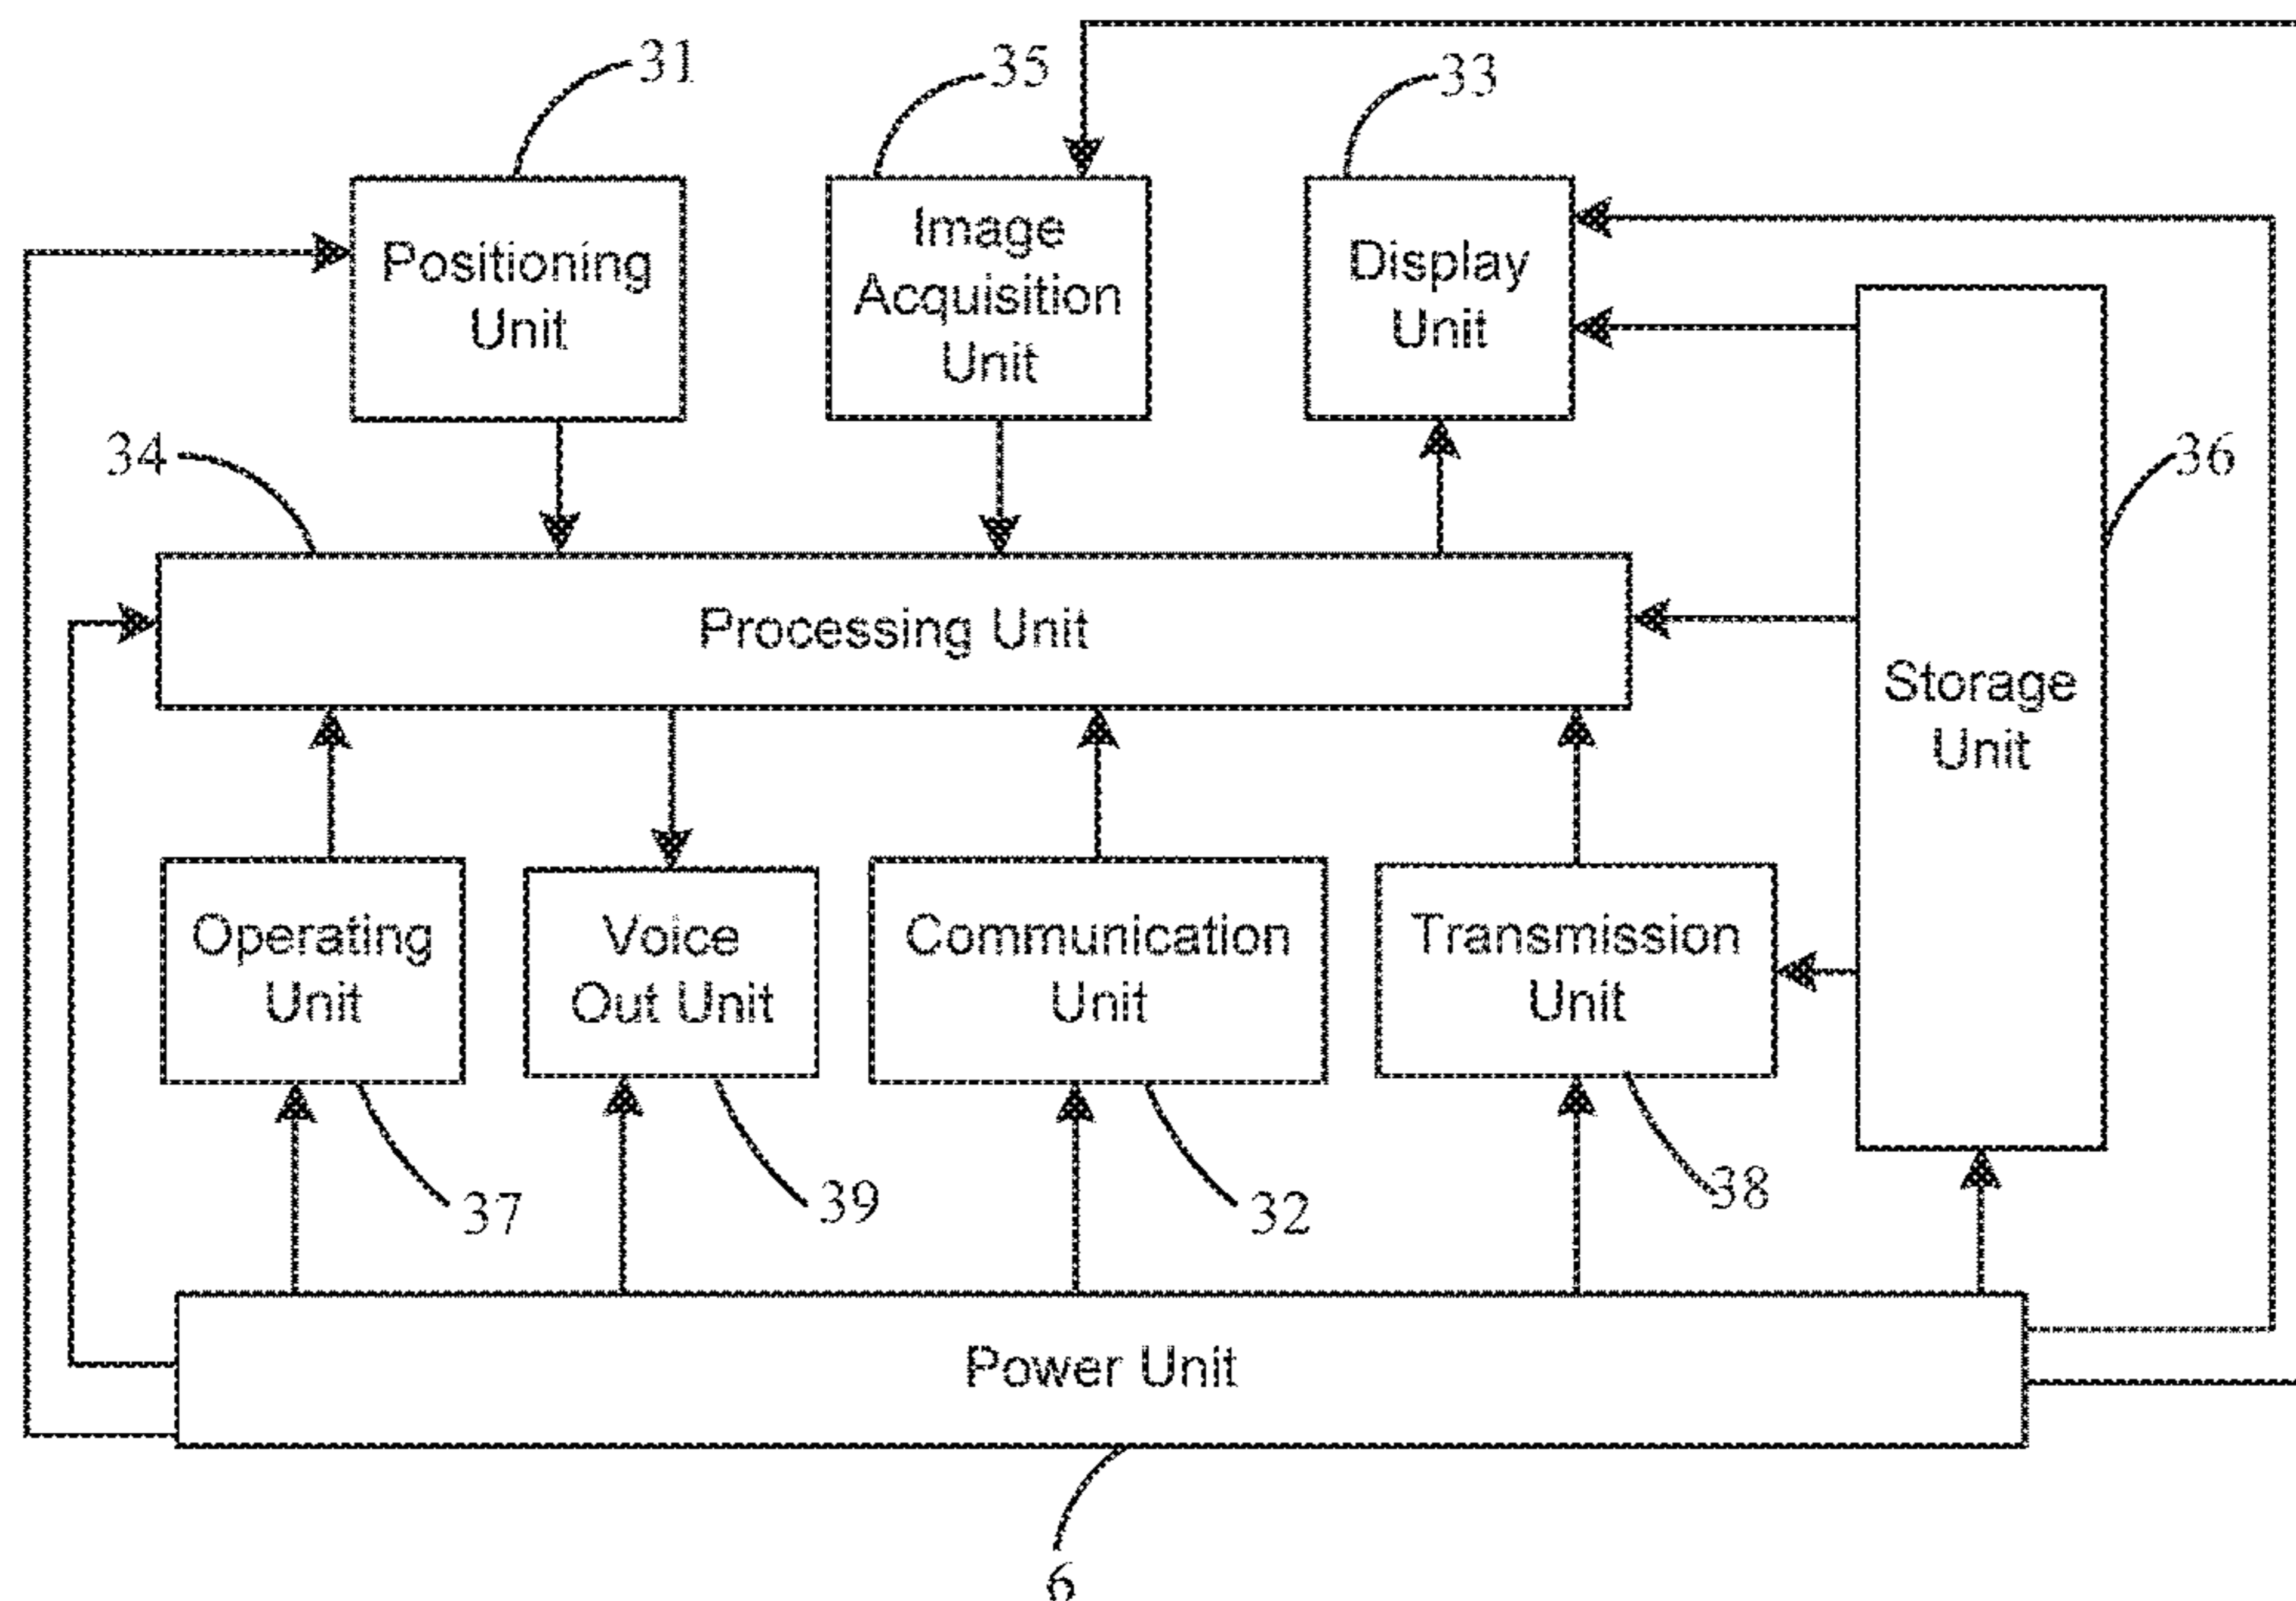 31
35
33
Positioning
Unit
Image
Acquisition
Unit
Display
Unit
34
36
Processing Unit
Storage
Unit
Operating
Unit
Voice
Out Unit
Communication
Unit
Transmission
Unit
37
39
32
38
Power Unit
6